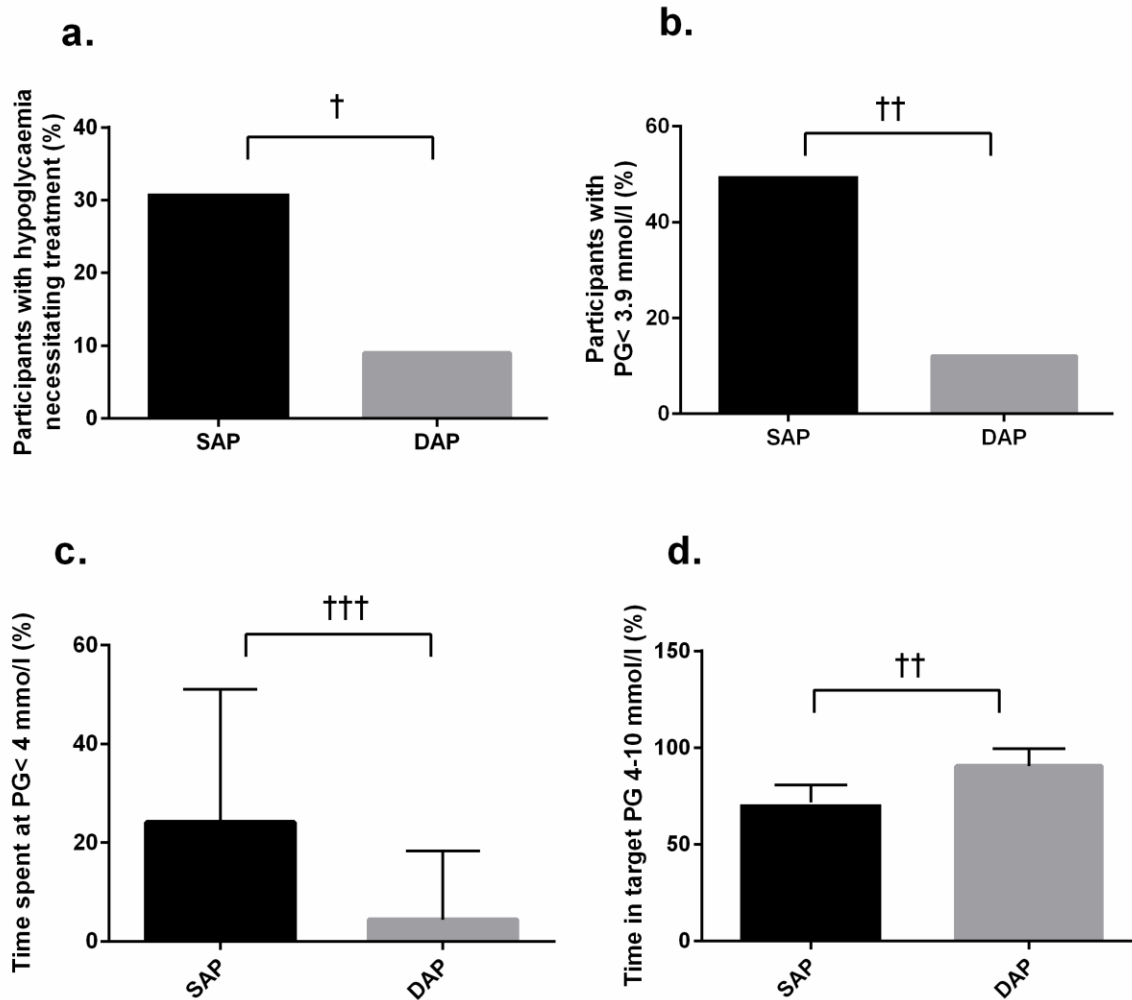 a.
Participants with hypoglycaemia
necessitating treatment (%)
†
40
30
20
10
0
SAP
DAP
b.
Participants with
PG< 3.9 mmol/l (%)
††
60
40
20
0
SAP
DAP
c.
Time spent at PG< 4 mmo/l (%)
†††
60
40
20
0
SAP
DAP
d.
Time in target PG 4-10 mmol/l (%)
††
150
100
50
0
SAP
DAP